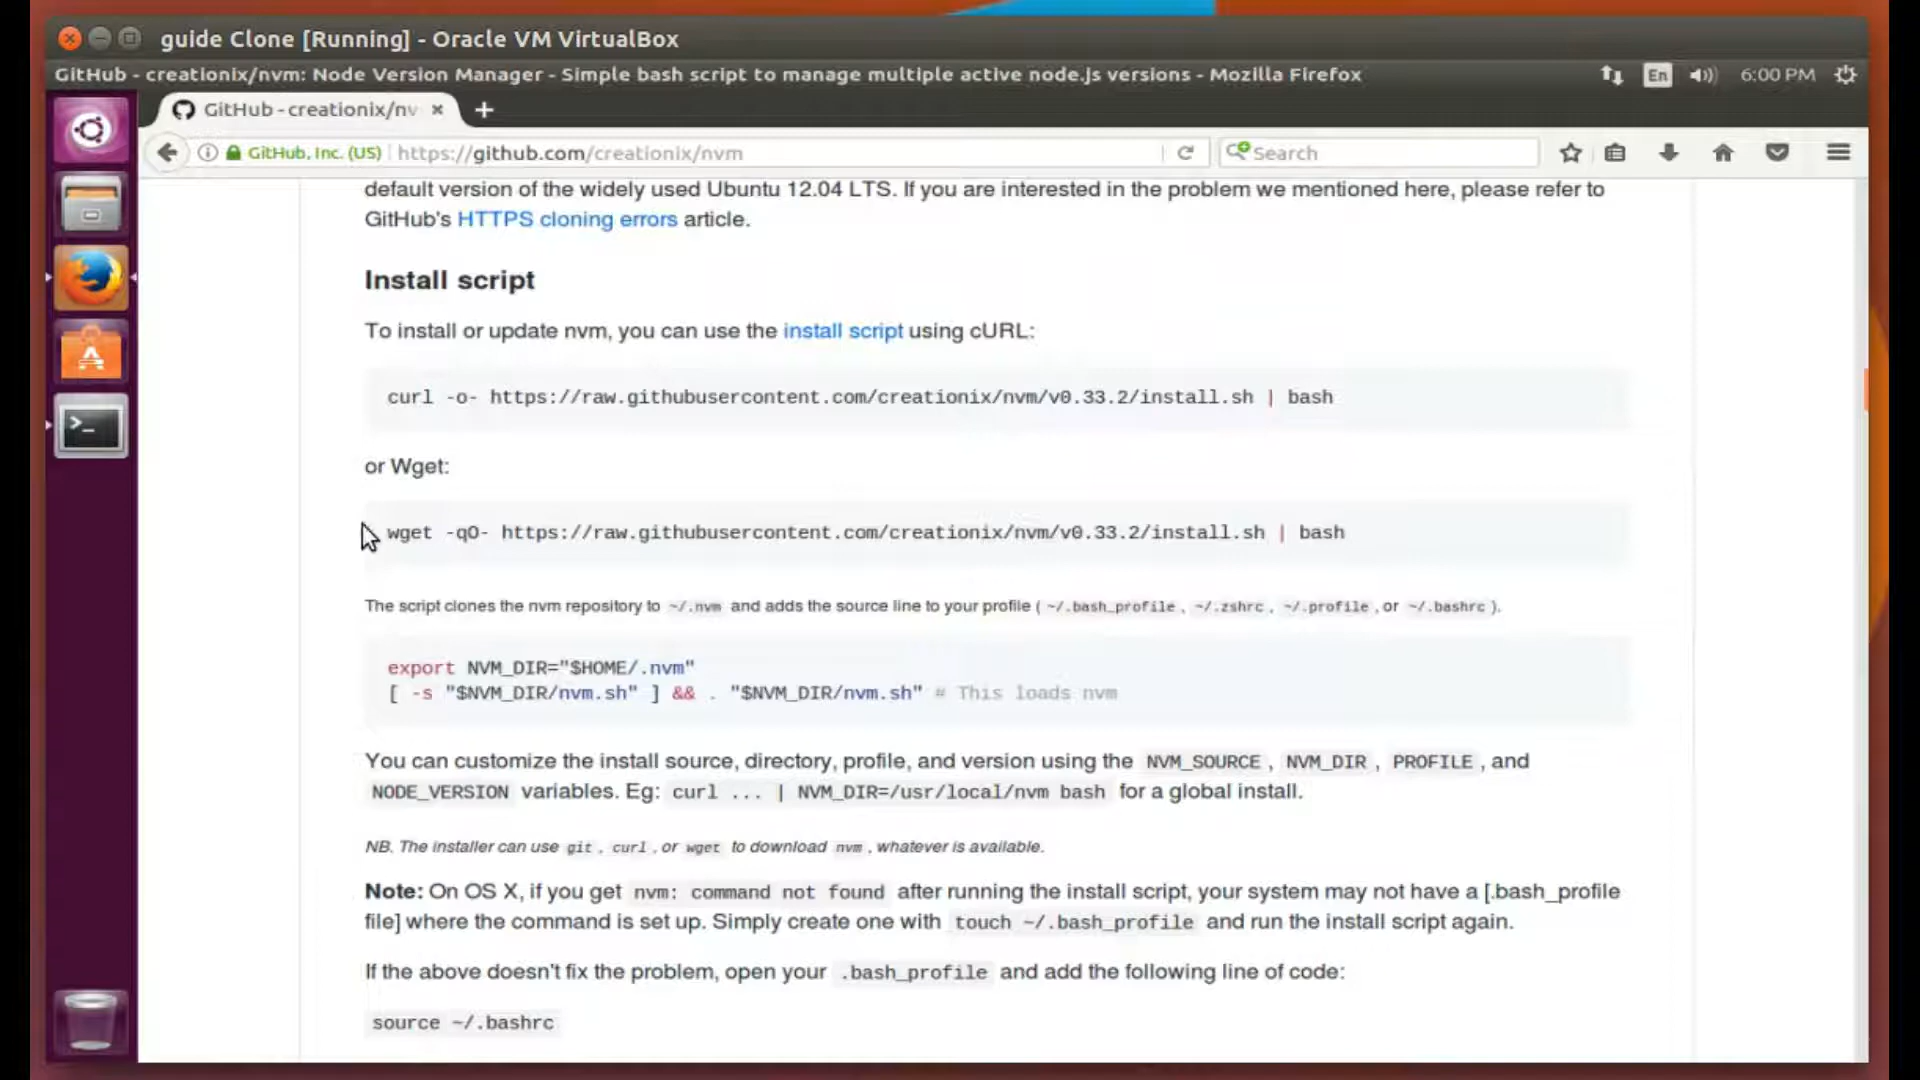 guide Clone [Running] - Oracle VM VirtualBox
GitHub - creationix/nvm: Node Version Manager - Simple bash script to manage multiple active node.js versions - Mozilla Firefox
En
6:00 PM
GitHub - creationix/nv
GitHub, Inc. (US)
https://github.com/creationix/nvm
Search
default version of the widely used Ubuntu 12.04 LTS. If you are interested in the problem we mentioned here, please refer to
GitHub's HTTPS cloning errors article.
Install script
To install or update nvm, you can use the install script using cURL:
curl -o- https://raw.githubusercontent.com/creationix/nvm/v0.33.2/install.sh | bash
or Wget:
wget -qO- https://raw.githubusercontent.com/creationix/nvm/v0.33.2/install.sh | bash
The script clones the nvm repository to ~/.nvm and adds the source line to your profile ( ~/.bash_profile , ~/.zshrc , ~/.profile , or ~/.bashrc ).
export NVM_DIR="$HOME/.nvm"
[ -s "$NVM_DIR/nvm.sh" ] && . "$NVM_DIR/nvm.sh" # This loads nvm
You can customize the install source, directory, profile, and version using the NVM_SOURCE , NVM_DIR , PROFILE , and
NODE_VERSION variables. Eg: curl ... | NVM_DIR=/usr/local/nvm bash for a global install.
NB. The installer can use git , curl , or wget to download nvm , whatever is available.
Note: On OS X, if you get nvm: command not found after running the install script, your system may not have a [.bash_profile
file] where the command is set up. Simply create one with touch ~/.bash_profile and run the install script again.
If the above doesn't fix the problem, open your .bash_profile and add the following line of code:
source ~/.bashrc